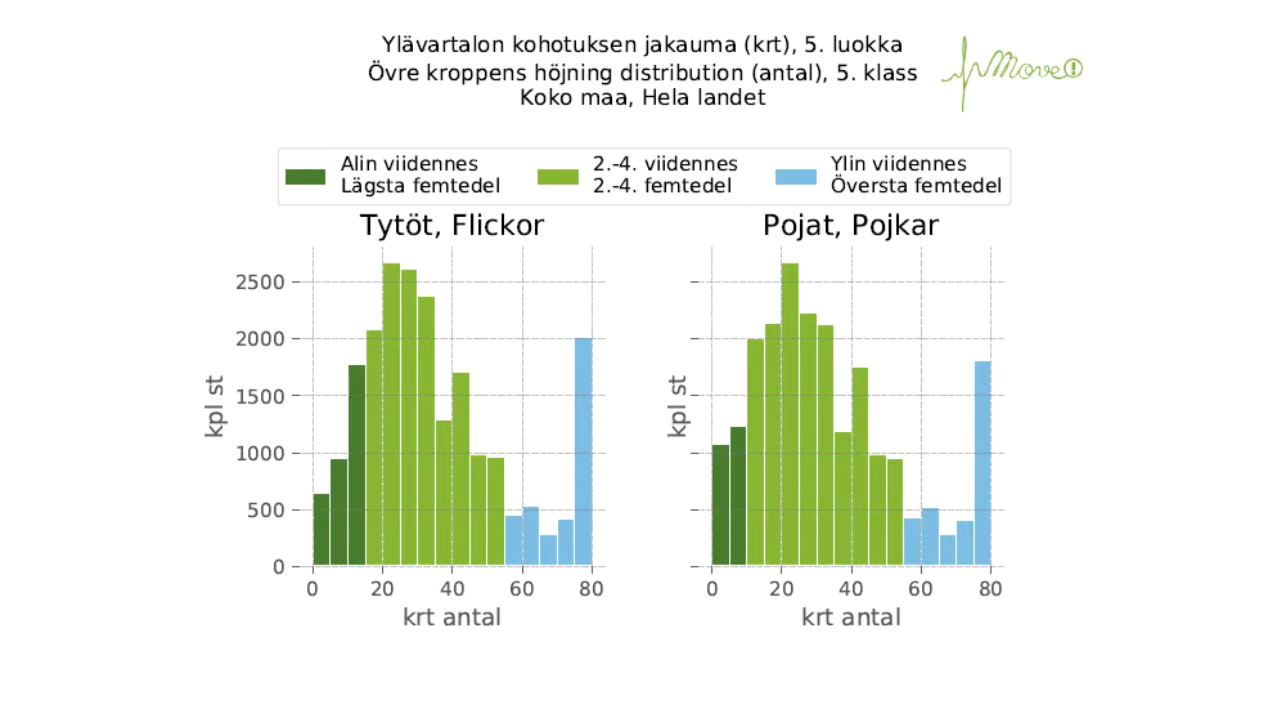 Ylävartalon kohotuksen jakauma (krt), 5. luokka
Övre kroppens höjning distribution (antal), 5. klass
Koko maa, Hela landet
Move!
Alin viidennes
Lägsta femtedel
2.-4. viidennes
2.-4. femtedel
Ylin viidennes
Översta femtedel
Tytöt, Flickor
Pojat, Pojkar
kpl st
2500
2000
1500
1000
500
0
0 20 40 60 80
krt antal
kpl st
0 20 40 60 80
krt antal